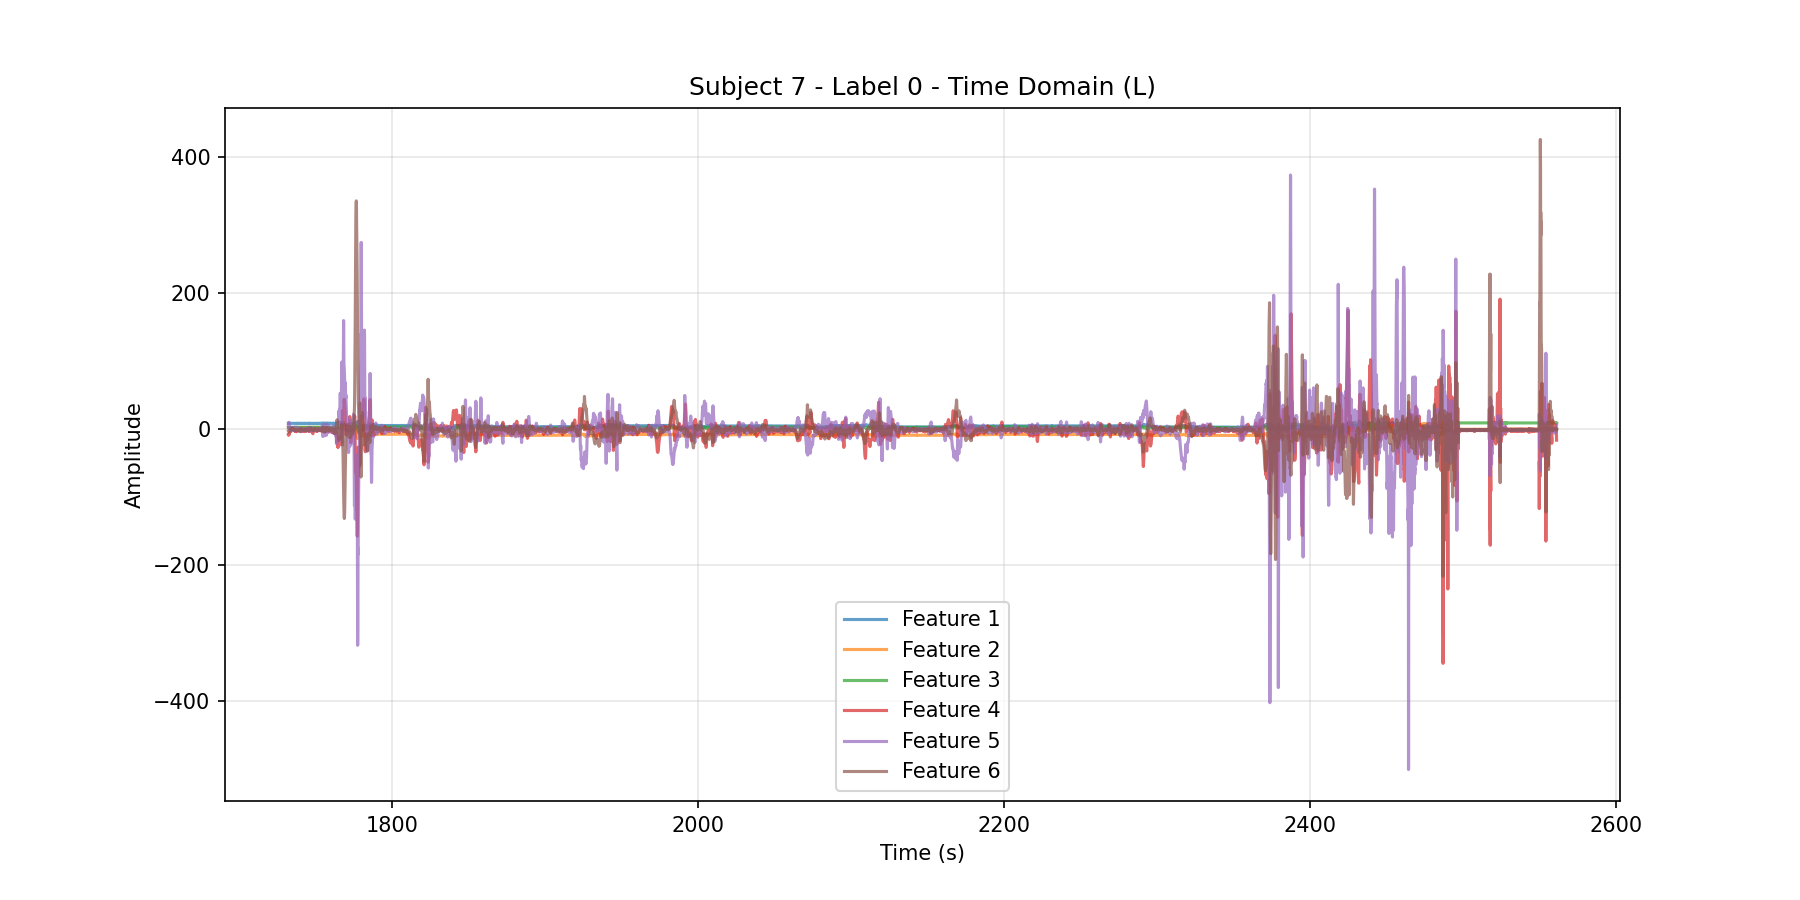 Subject 7 - Label 0 - Time Domain (L)
400
200
0
−200
−400
Amplitude
Feature 1
Feature 2
Feature 3
Feature 4
Feature 5
Feature 6
1800
2000
2200
2400
2600
Time (s)